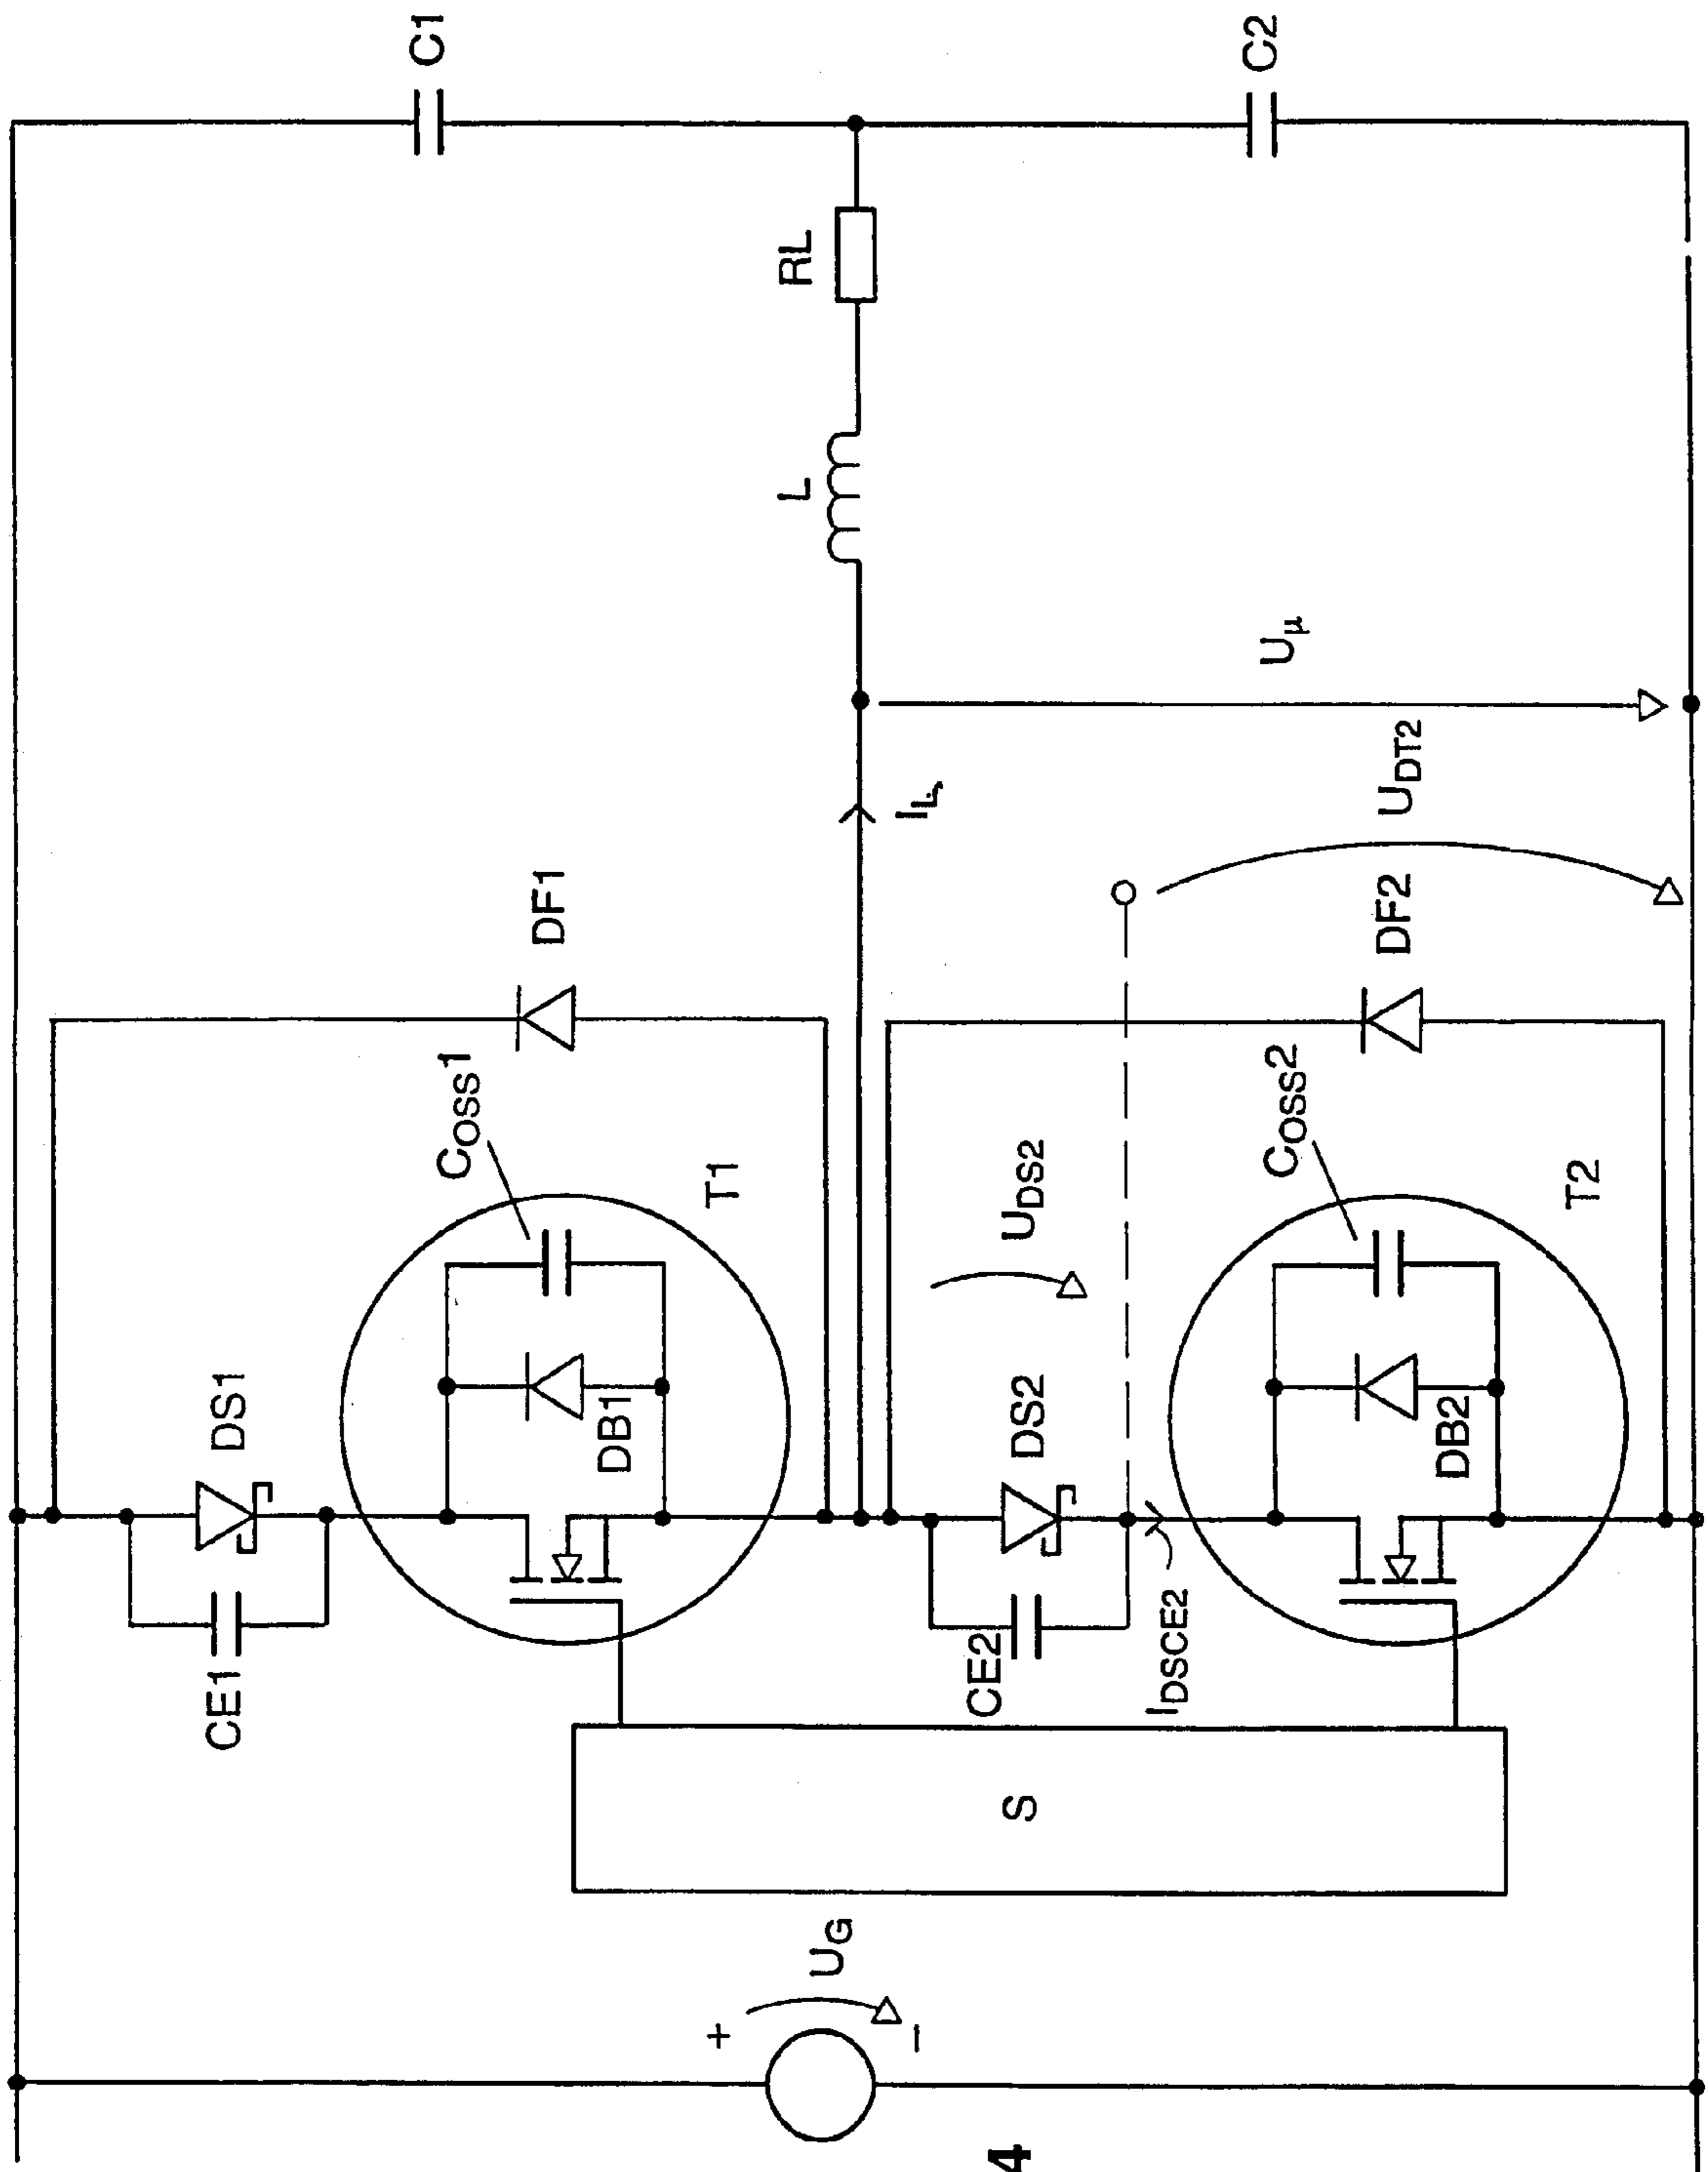 C1
C2
RL
L
Uμ
UDT2
IL
DF1
DF2
COSS1
COSS2
T1
UDS2
T2
DS1
DB1
DS2
DB2
CE1
CE2
IDSCE2
S
UG
+
−
4